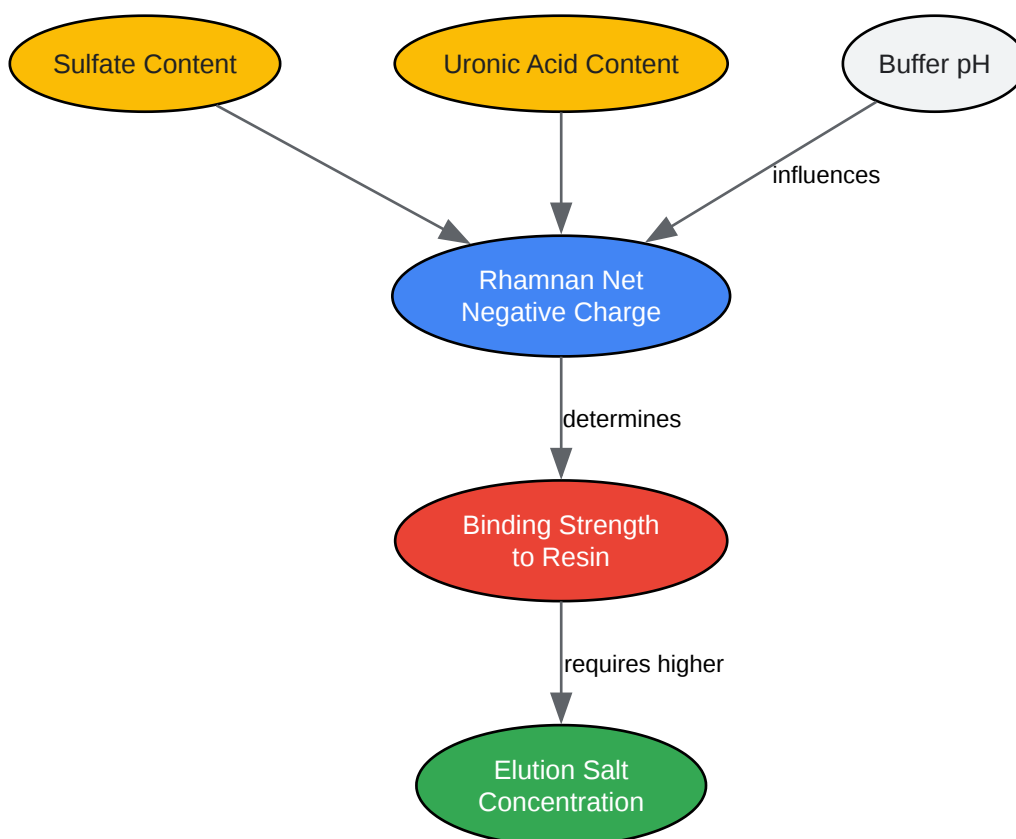 Sulfate Content
Uronic Acid Content
Buffer pH
influences
Rhamnan Net
Negative Charge
determines
Binding Strength
to Resin
requires higher
Elution Salt
Concentration